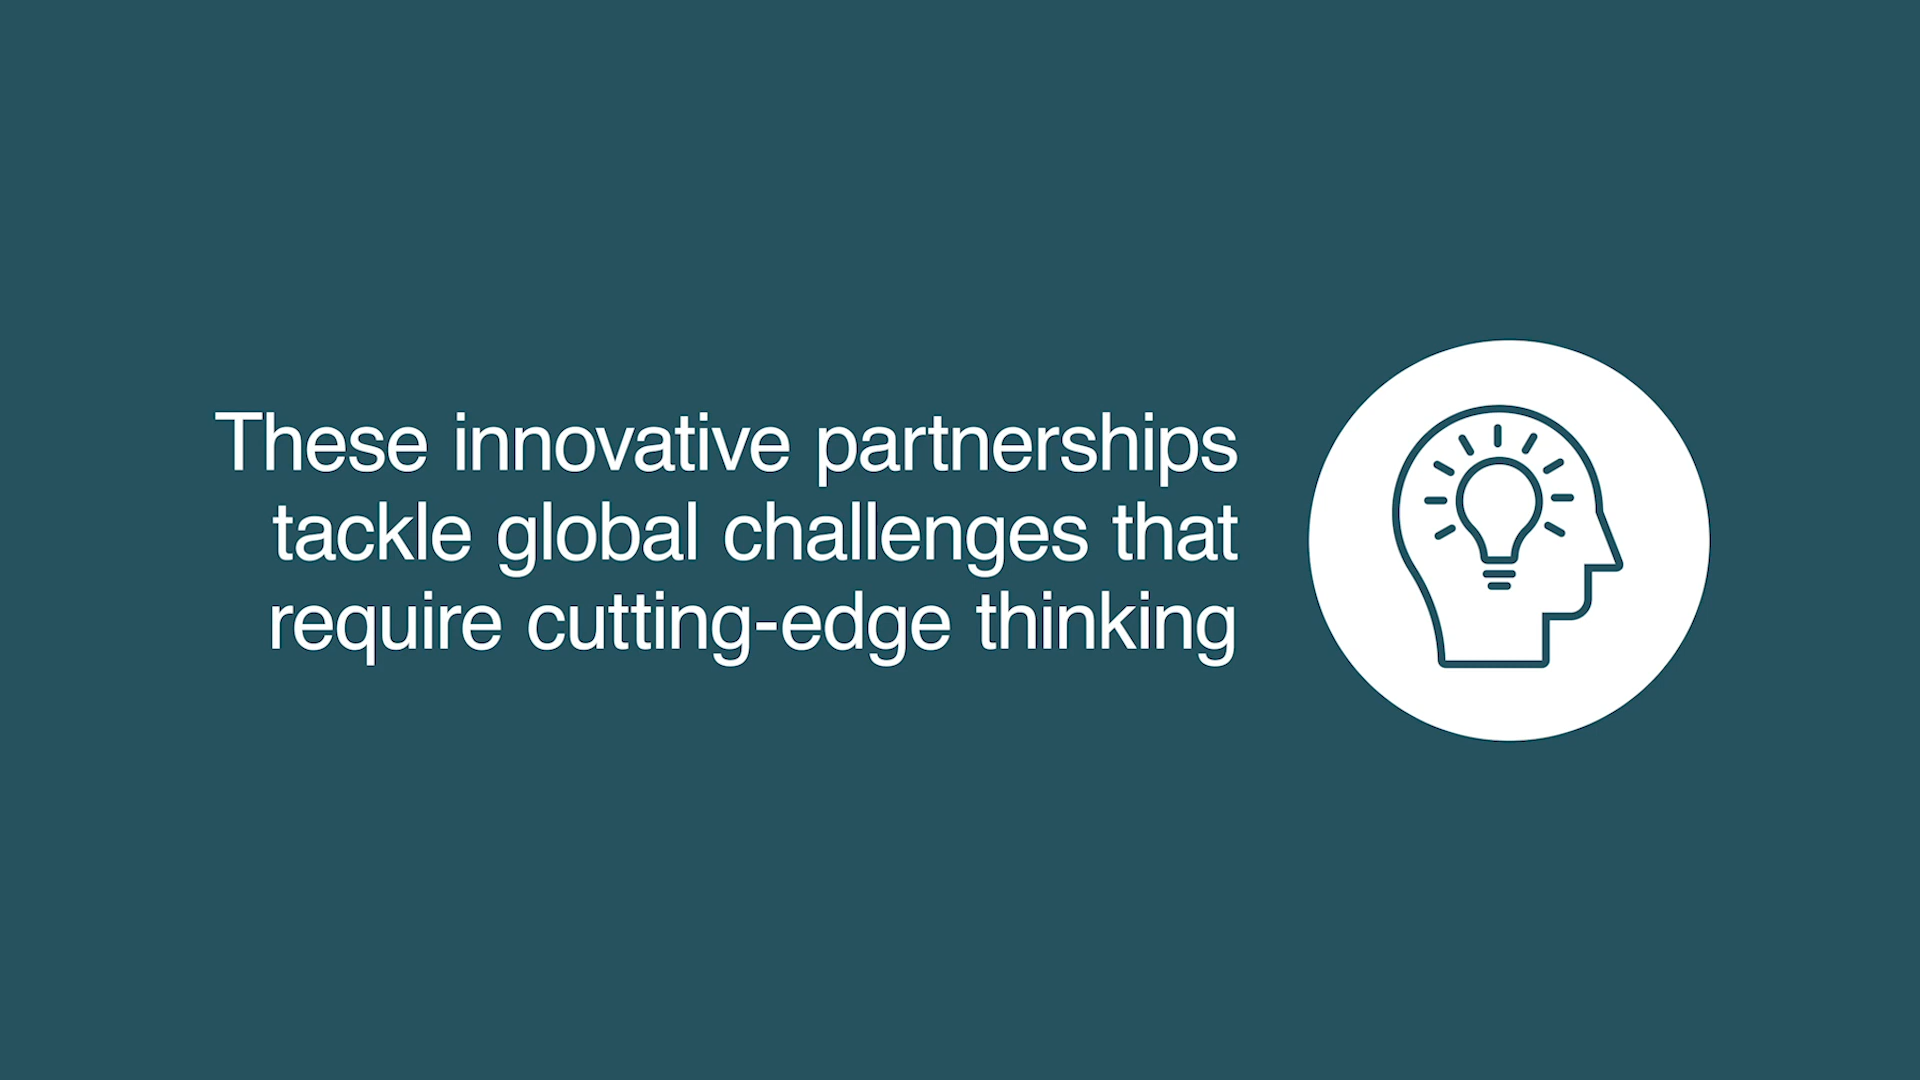 These innovative partnerships
tackle global challenges that
require cutting-edge thinking